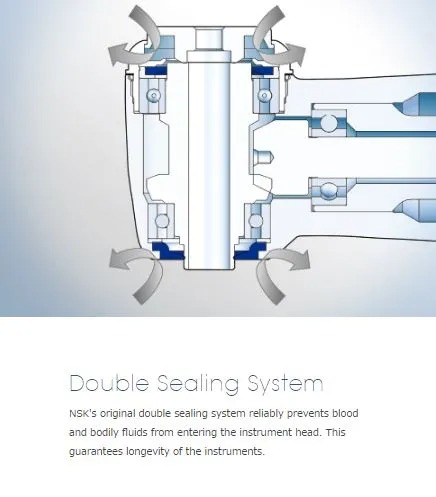 Double Sealing System
NSK's original double sealing system reliably prevents blood
and bodily fluids from entering the instrument head. This
guarantees longevity of the instruments.